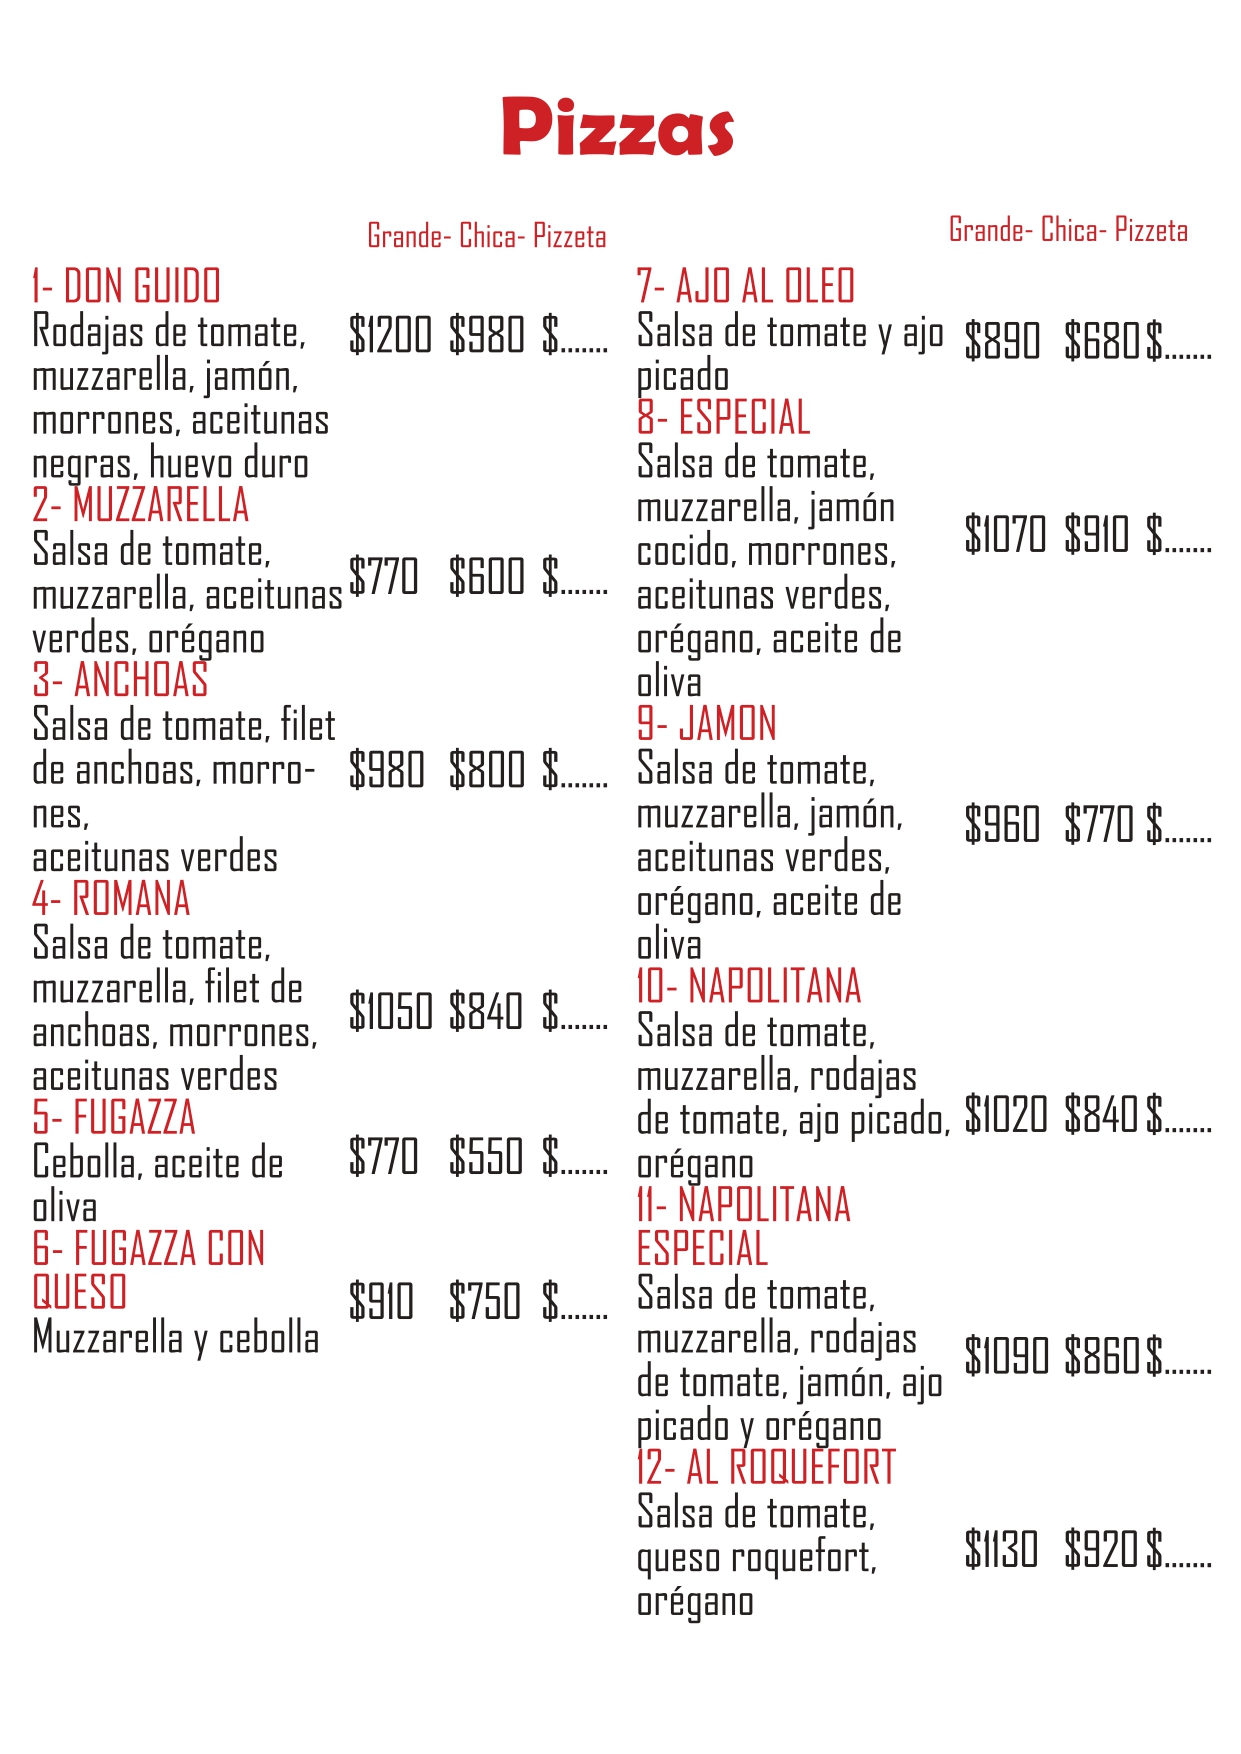 Pizzas
Grande- Chica- Pizzeta
1- DON GUIDO
Rodajas de tomate,
muzzarella, jamón,
morrones, aceitunas
negras, huevo duro
$1200 $980 $.......
2- MUZZARELLA
Salsa de tomate,
muzzarella, aceitunas
verdes, orégano
$770 $600 $.......
3- ANCHOAS
Salsa de tomate, filet
de anchoas, morro-
nes,
aceitunas verdes
$980 $800 $.......
4- ROMANA
Salsa de tomate,
muzzarella, filet de
anchoas, morrones,
aceitunas verdes
$1050 $840 $.......
5- FUGAZZA
Cebolla, aceite de
oliva
$770 $550 $.......
6- FUGAZZA CON
QUESO
Muzzarella y cebolla
$910 $750 $.......
Grande- Chica- Pizzeta
7- AJO AL OLEO
Salsa de tomate y ajo
picado
$890 $680 $.......
8- ESPECIAL
Salsa de tomate,
muzzarella, jamón
cocido, morrones,
aceitunas verdes,
orégano, aceite de
oliva
$1070 $910 $.......
9- JAMON
Salsa de tomate,
muzzarella, jamón,
aceitunas verdes,
orégano, aceite de
oliva
$960 $770 $.......
10- NAPOLITANA
Salsa de tomate,
muzzarella, rodajas
de tomate, ajo picado,
orégano
$1020 $840 $.......
11- NAPOLITANA
ESPECIAL
Salsa de tomate,
muzzarella, rodajas
de tomate, jamón, ajo
picado y orégano
$1090 $860 $.......
12- AL ROQUEFORT
Salsa de tomate,
queso roquefort,
orégano
$1130 $920 $.......